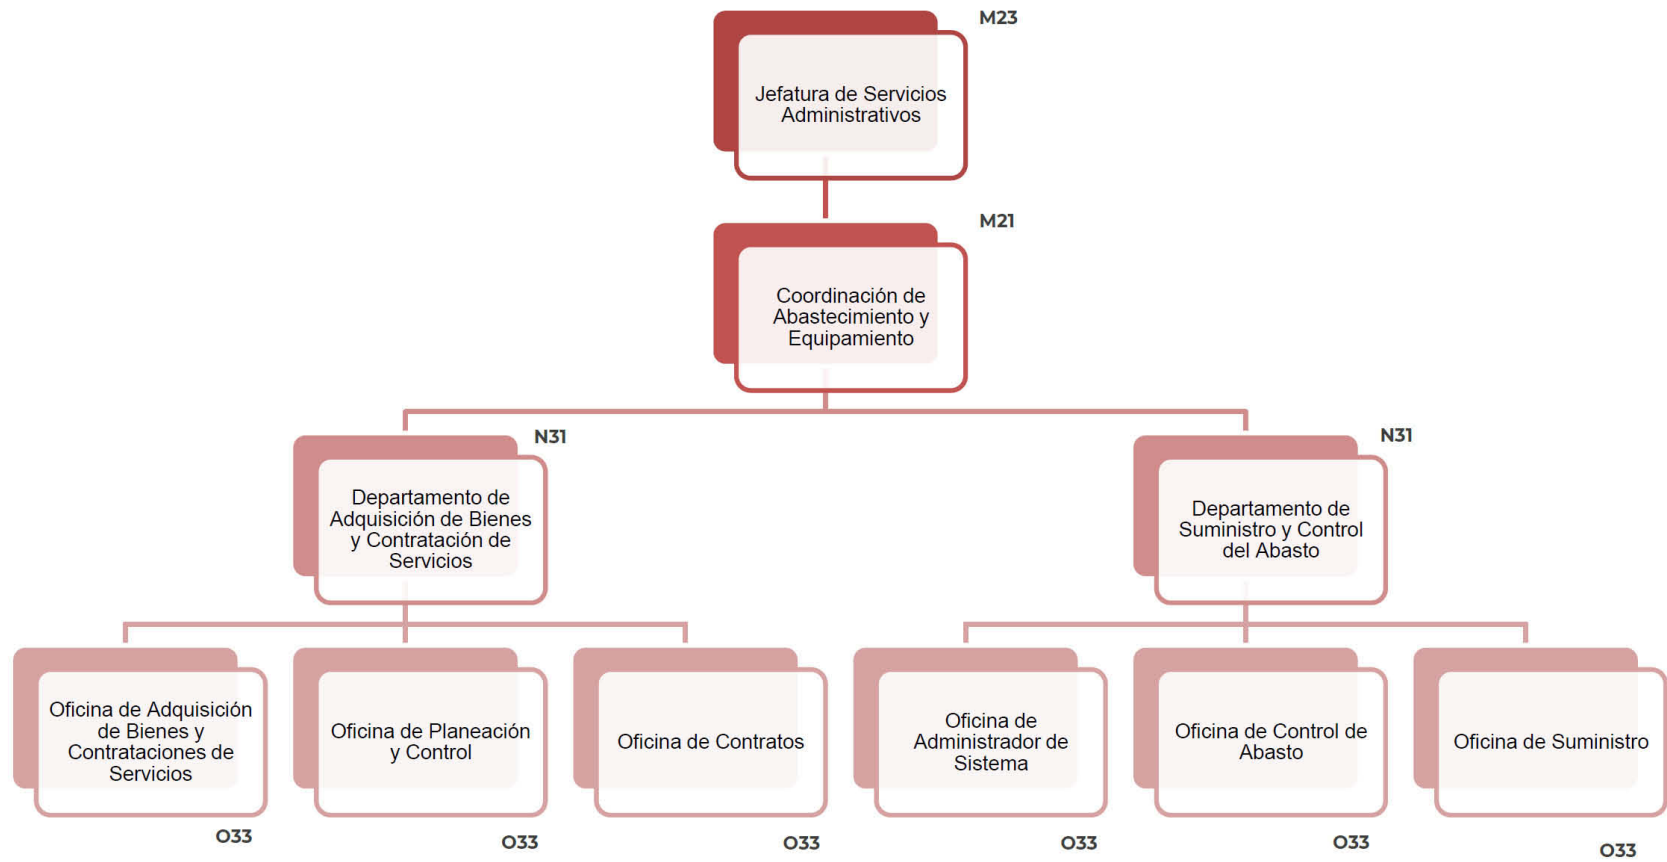 M23
Jefatura de Servicios
Administrativos
M21
Coordinación de
Abastecimiento y
Equipamiento
N31
Departamento de
Adquisición de Bienes
y Contratación de
Servicios
N31
Departamento de
Suministro y Control
del Abasto
Oficina de Adquisición
de Bienes y
Contrataciones de
Servicios
O33
Oficina de Planeación
y Control
O33
Oficina de Contratos
O33
Oficina de
Administrador de
Sistema
O33
Oficina de Control de
Abasto
O33
Oficina de Suministro
O33